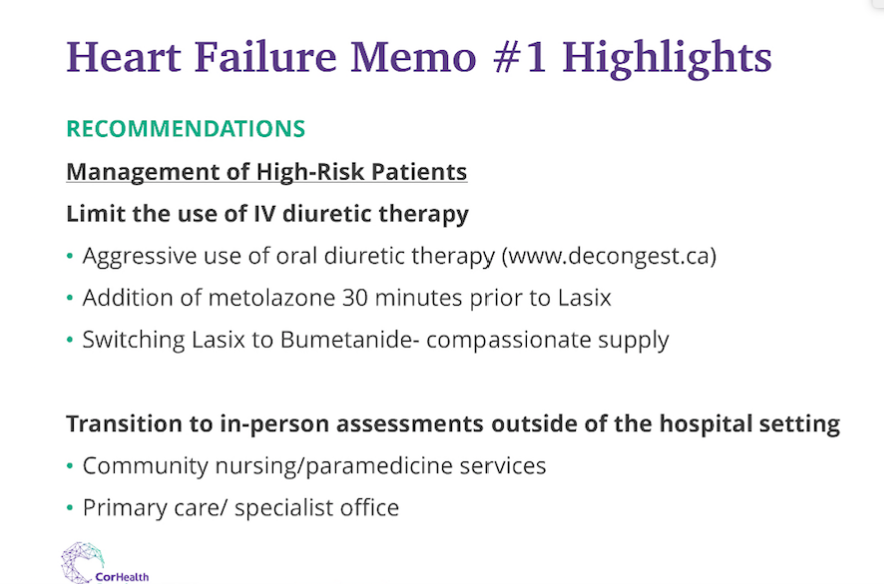 Heart Failure Memo #1 Highlights
RECOMMENDATIONS
Management of High-Risk Patients
Limit the use of IV diuretic therapy
• Aggressive use of oral diuretic therapy (www.decongest.ca)
• Addition of metolazone 30 minutes prior to Lasix
• Switching Lasix to Bumetanide- compassionate supply
Transition to in-person assessments outside of the hospital setting
• Community nursing/paramedicine services
• Primary care/ specialist office
CorHealth